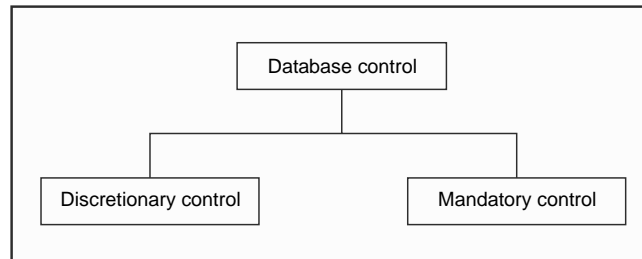 Database control
Discretionary control
Mandatory control